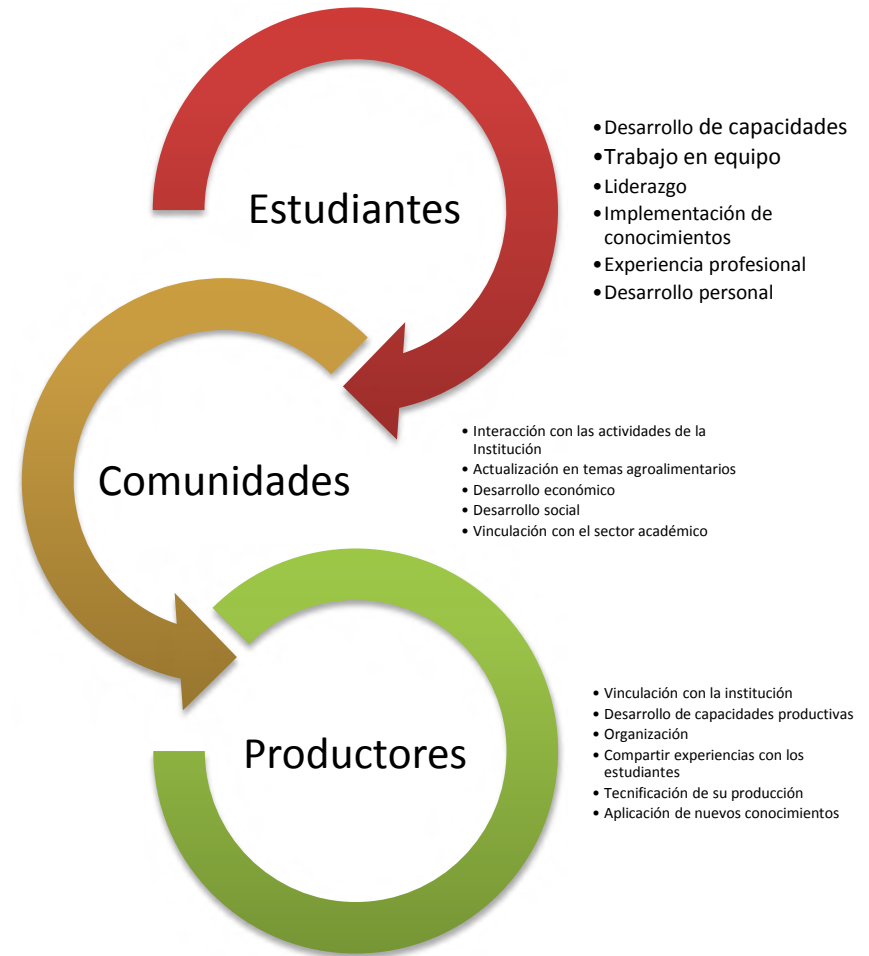 Estudiantes
•Desarrollo de capacidades
•Trabajo en equipo
•Liderazgo
•Implementación de
conocimientos
•Experiencia profesional
•Desarrollo personal
Comunidades
• Interacción con las actividades de la
Institución
• Actualización en temas agroalimentarios
• Desarrollo económico
• Desarrollo social
• Vinculación con el sector académico
Productores
• Vinculación con la institución
• Desarrollo de capacidades productivas
• Organización
• Compartir experiencias con los
estudiantes
• Tecnificación de su producción
• Aplicación de nuevos conocimientos